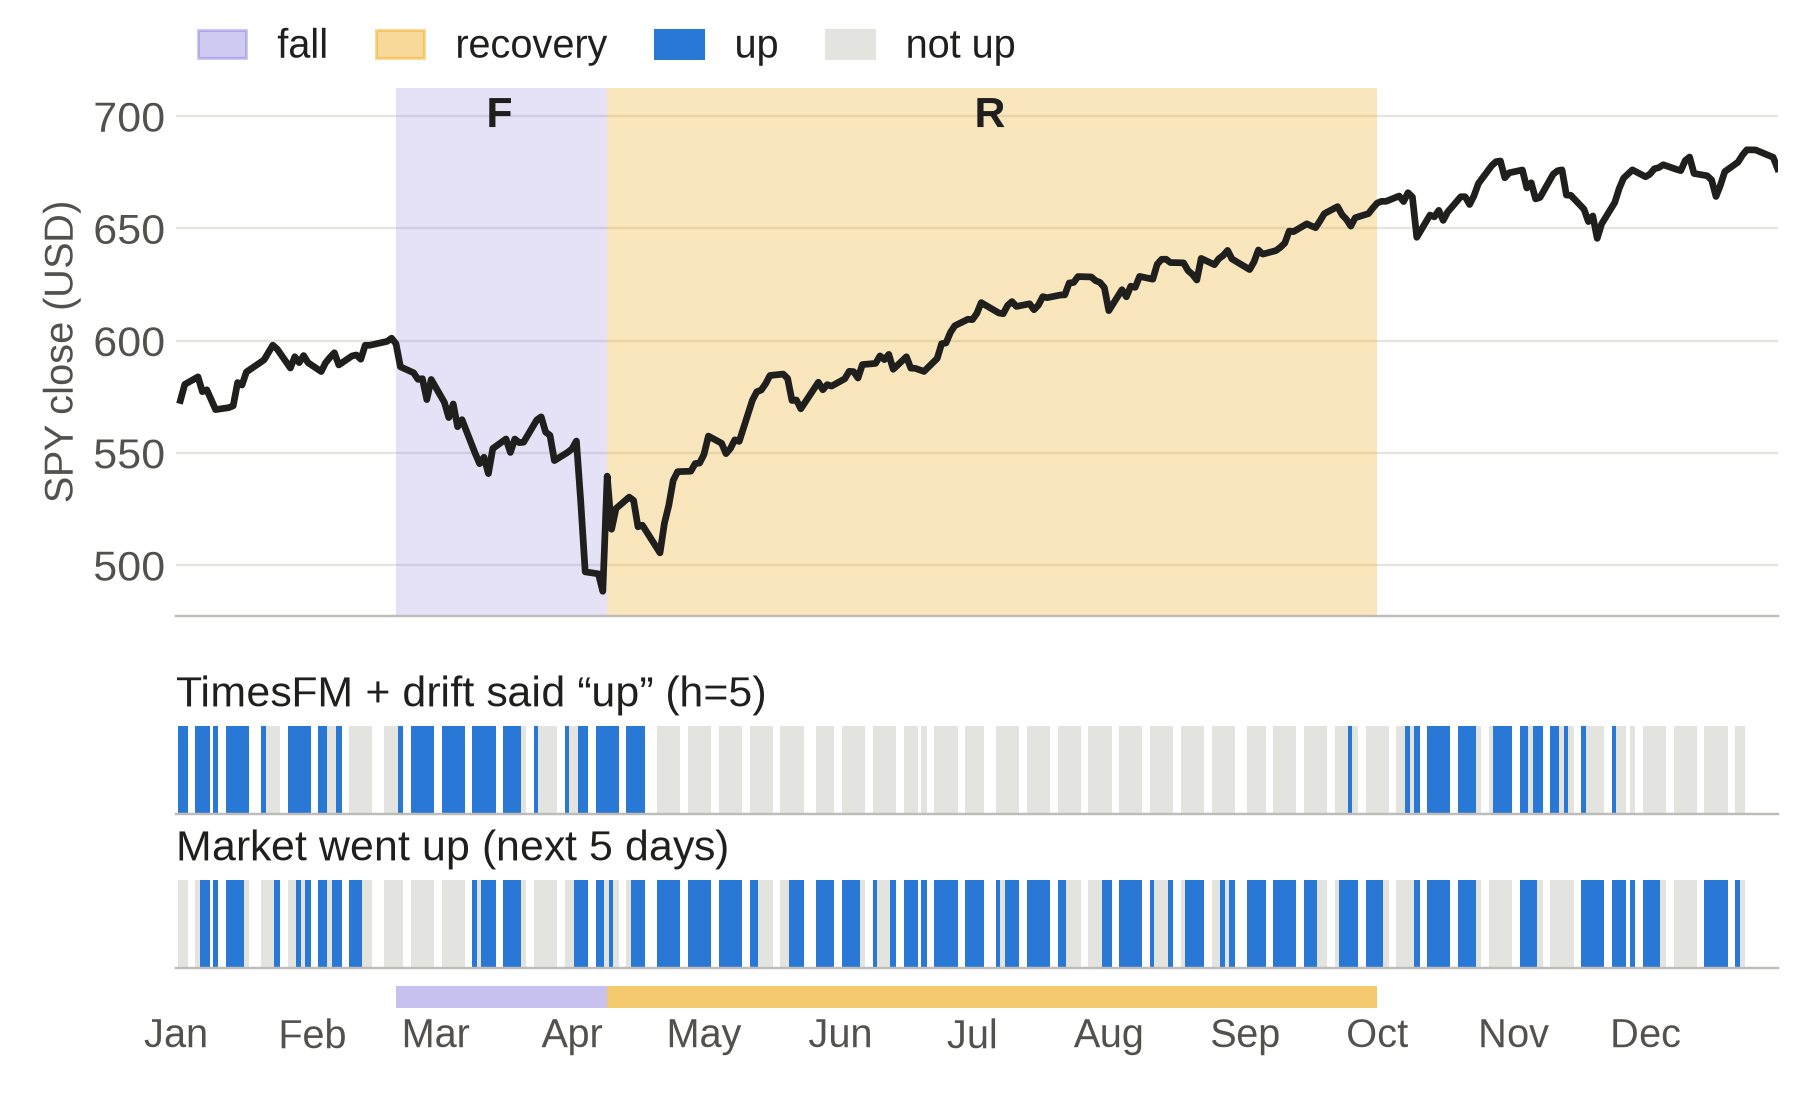 fall recovery up not up
F R
700
650
600
550
500
SPY close (USD)
TimesFM + drift said “up” (h=5)
Market went up (next 5 days)
Jan Feb Mar Apr May Jun Jul Aug Sep Oct Nov Dec